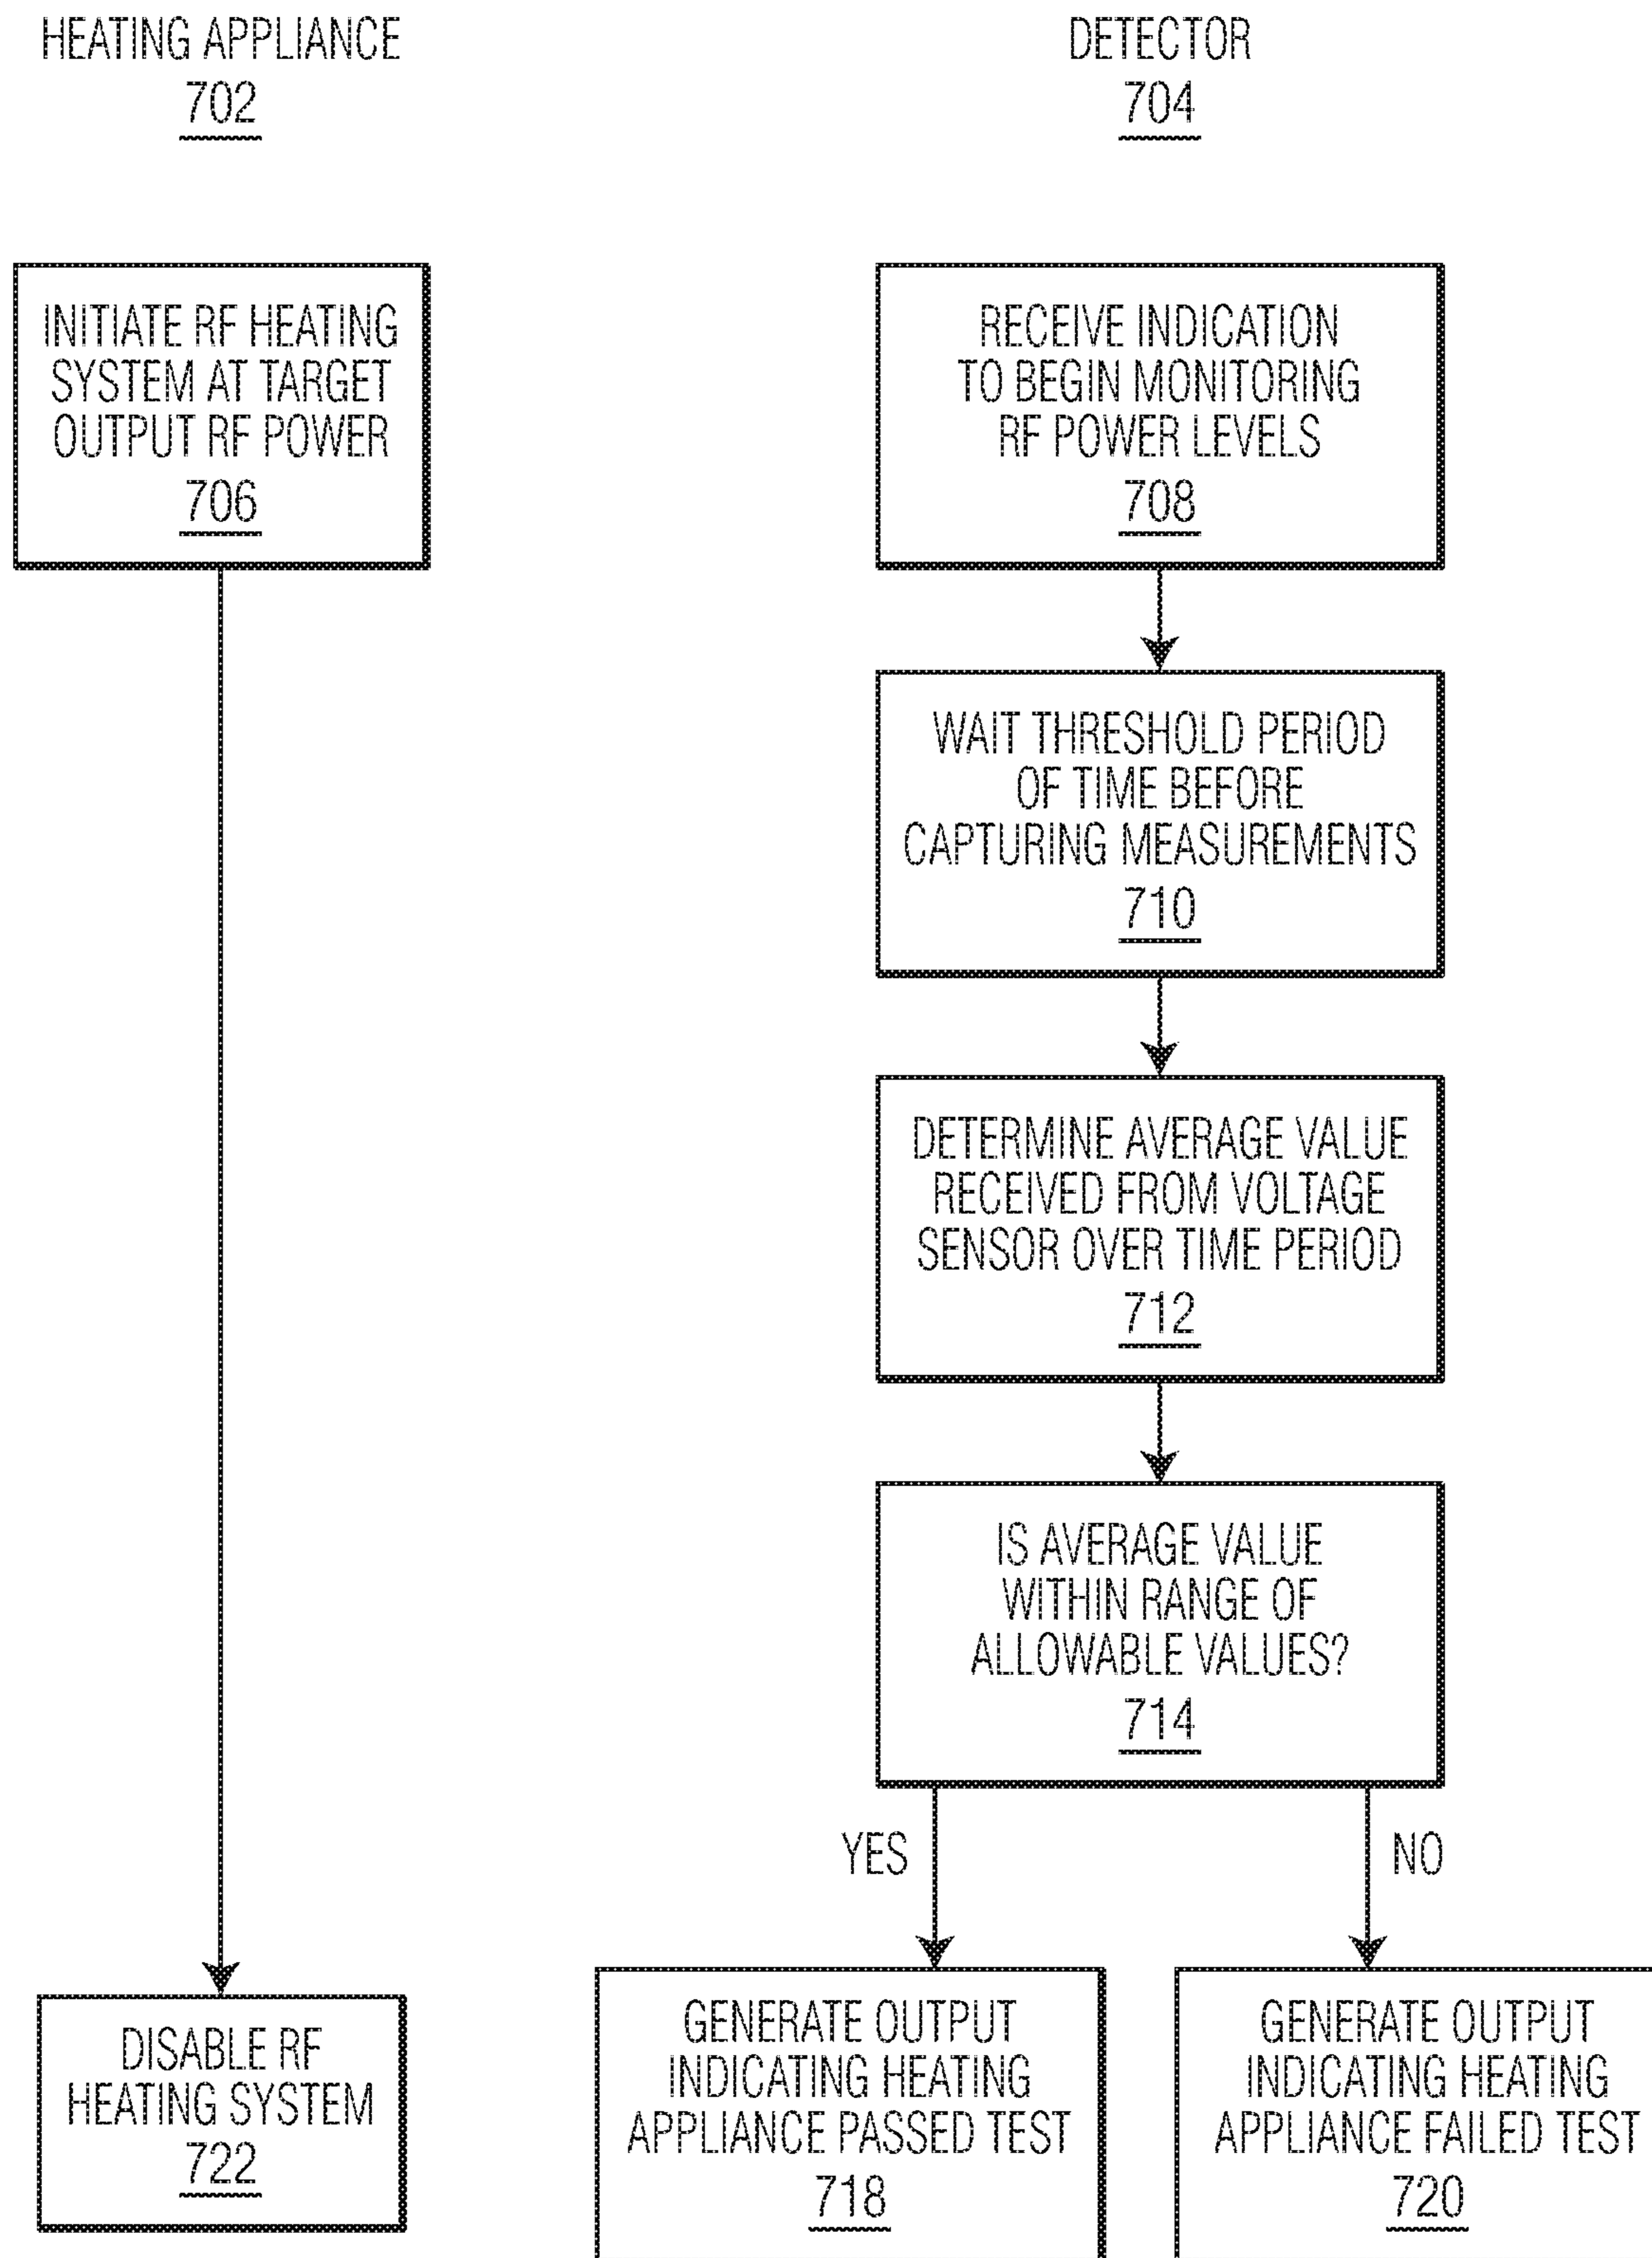 HEATING APPLIANCE
702
DETECTOR
704
INITIATE RF HEATING
SYSTEM AT TARGET
OUTPUT RF POWER
706
RECEIVE INDICATION
TO BEGIN MONITORING
RF POWER LEVELS
708
WAIT THRESHOLD PERIOD
OF TIME BEFORE
CAPTURING MEASUREMENTS
710
DETERMINE AVERAGE VALUE
RECEIVED FROM VOLTAGE
SENSOR OVER TIME PERIOD
712
IS AVERAGE VALUE
WITHIN RANGE OF
ALLOWABLE VALUES?
714
YES
NO
DISABLE RF
HEATING SYSTEM
722
GENERATE OUTPUT
INDICATING HEATING
APPLIANCE PASSED TEST
718
GENERATE OUTPUT
INDICATING HEATING
APPLIANCE FAILED TEST
720